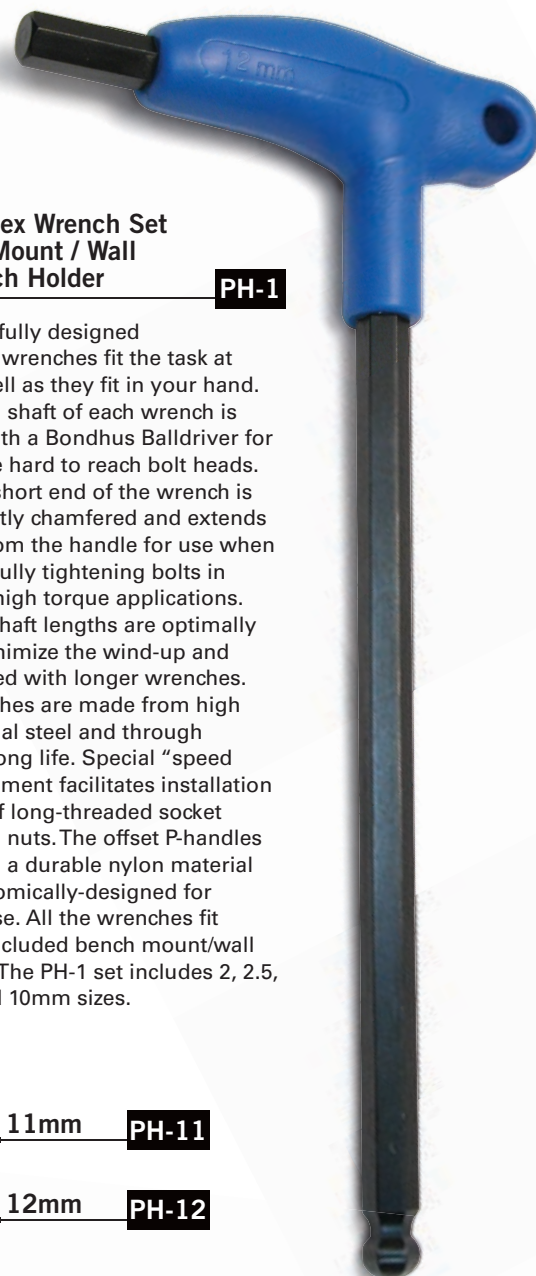 12 mm
ex Wrench Set
Mount / Wall
ch Holder
PH-1
fully designed
wrenches fit the task at
ell as they fit in your hand.
shaft of each wrench is
th a Bondhus Balldriver for
e hard to reach bolt heads.
short end of the wrench is
tly chamfered and extends
om the handle for use when
ully tightening bolts in
high torque applications.
haft lengths are optimally
nimize the wind-up and
ed with longer wrenches.
hes are made from high
al steel and through
ong life. Special “speed
ment facilitates installation
f long-threaded socket
nuts. The offset P-handles
a durable nylon material
omically-designed for
se. All the wrenches fit
cluded bench mount/wall
The PH-1 set includes 2, 2.5,
d 10mm sizes.
11mm PH-11
12mm PH-12